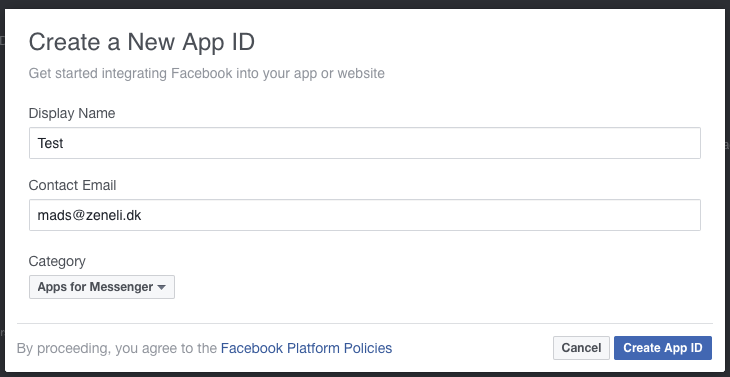 Create a New App ID
Get started integrating Facebook into your app or website
Display Name
Test
Contact Email
mads@zeneli.dk
Category
Apps for Messenger
By proceeding, you agree to the Facebook Platform Policies
Cancel
Create App ID